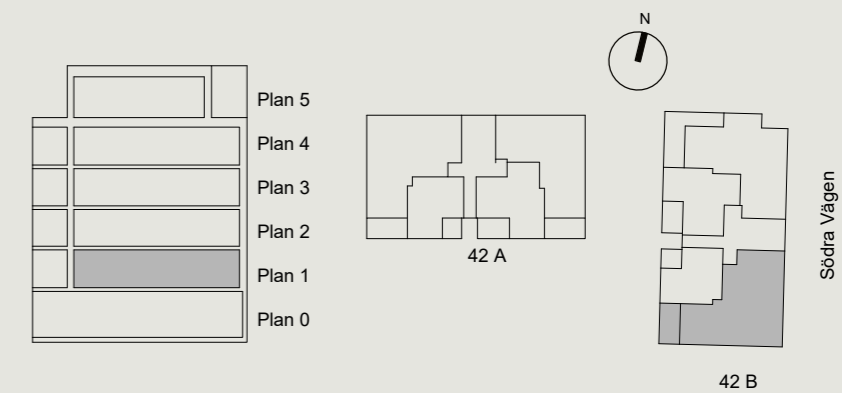 N
Plan 5
Plan 4
Plan 3
Plan 2
Plan 1
Plan 0
42 A
Södra Vägen
42 B